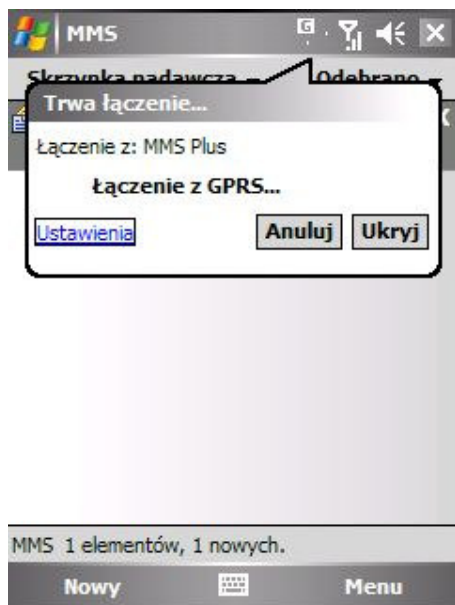 MMS
G
Skrzynka nadawcza Odebrano
Trwa łączenie...
Łączenie z: MMS Plus
Łączenie z GPRS...
Ustawienia Anuluj Ukryj
MMS 1 elementów, 1 nowych.
Nowy Menu